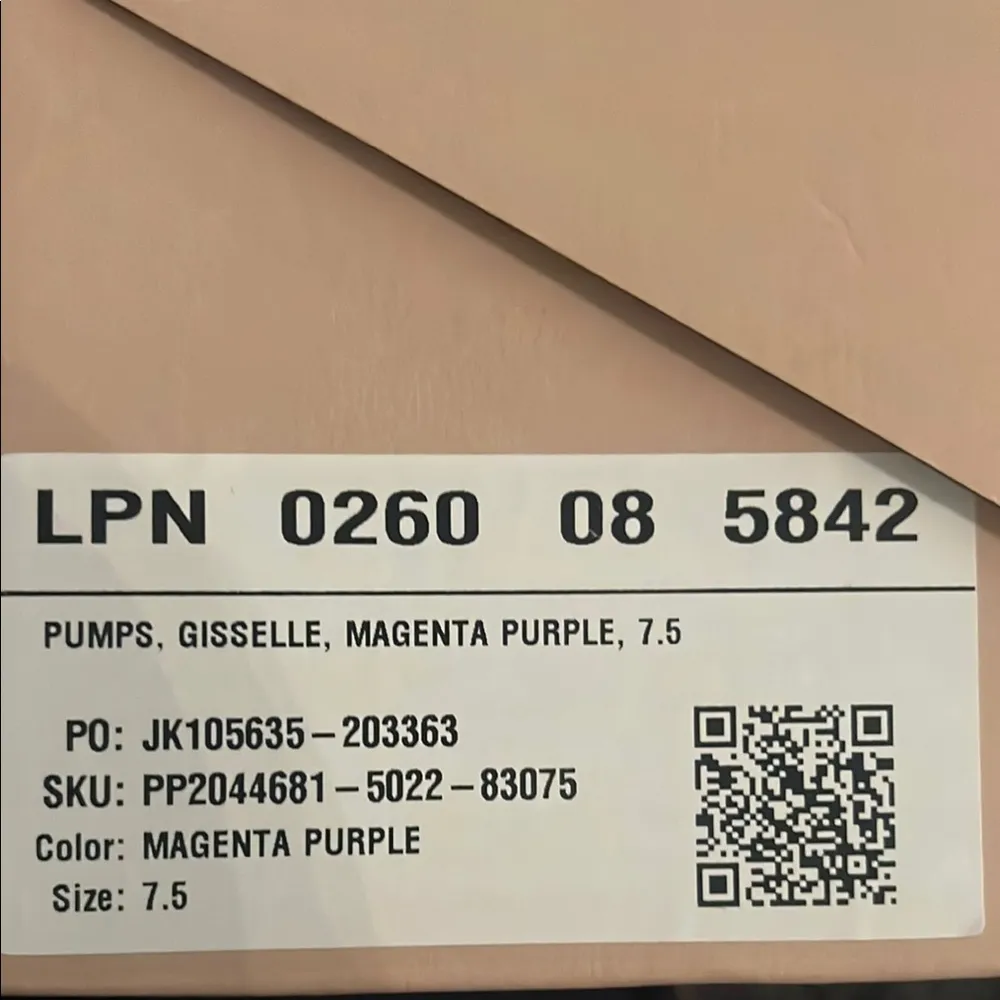 LPN 0260 08 5842
PUMPS, GISSELLE, MAGENTA PURPLE, 7.5
PO: JK105635-203363
SKU: PP2044681-5022-83075
Color: MAGENTA PURPLE
Size: 7.5